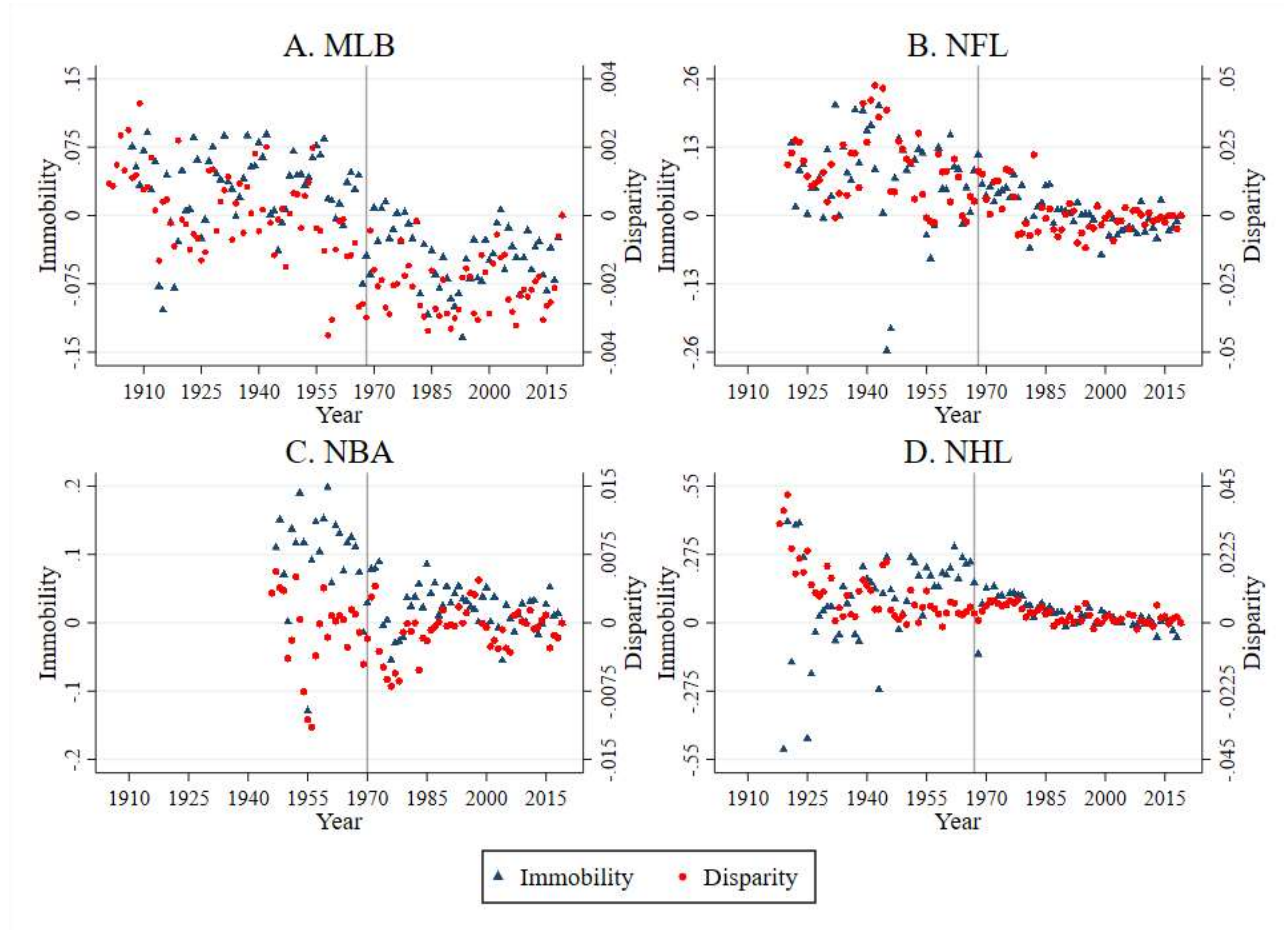 A. MLB
.15
.075
0
-.075
-.15
Immobility
.004
.002
0
-.002
-.004
Disparity
1910 1925 1940 1955 1970 1985 2000 2015
Year
B. NFL
.26
.13
0
-.13
-.26
Immobility
.05
.025
0
-.025
-.05
Disparity
1910 1925 1940 1955 1970 1985 2000 2015
Year
C. NBA
.2
.1
0
-.1
-.2
Immobility
.015
.0075
0
-.0075
-.015
Disparity
1910 1925 1940 1955 1970 1985 2000 2015
Year
D. NHL
.55
.275
0
-.275
-.55
Immobility
.045
.0225
0
-.0225
-.045
Disparity
1910 1925 1940 1955 1970 1985 2000 2015
Year
Immobility Disparity